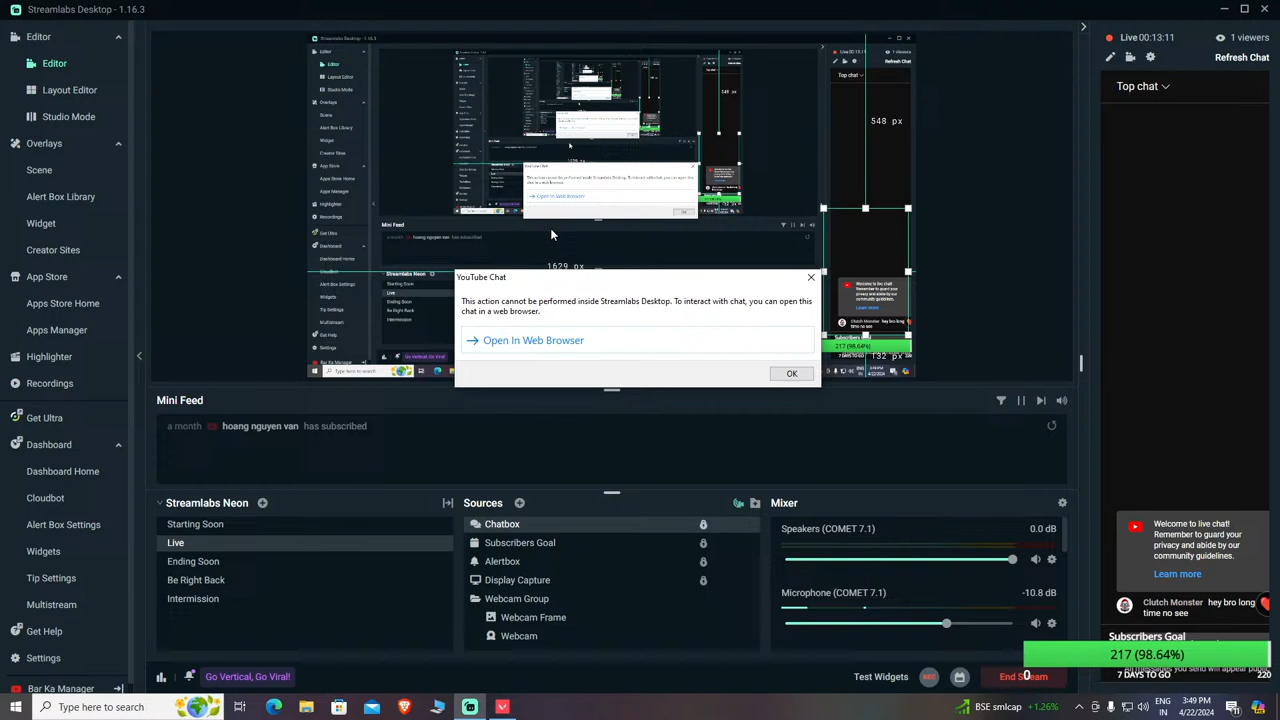 Streamlabs Desktop - 1.16.3
Editor
Editor
Layout Editor
Studio Mode
Overlays
Scene
Alert Box Library
Widget
Creator Sites
App Store
Apps Store Home
Apps Manager
Highlighter
Recordings
Get Ultra
Dashboard
Dashboard Home
Cloudbot
Alert Box Settings
Widgets
Tip Settings
Multistream
Get Help
Settings
Bar Ka Manager
548 px
1629 px
132 px
YouTube Chat
This action cannot be performed inside Streamlabs Desktop. To interact with chat, you can open this
chat in a web browser.
Open In Web Browser
OK
Mini Feed
a month hoang nguyen van has subscribed
Streamlabs Neon
Starting Soon
Live
Ending Soon
Be Right Back
Intermission
Sources
Chatbox
Subscribers Goal
Alertbox
Display Capture
Webcam Group
Webcam Frame
Webcam
Mixer
Speakers (COMET 7.1) 0.0 dB
Microphone (COMET 7.1) -10.8 dB
Go Vertical, Go Viral!
Test Widgets
REC
End Stream
Live 00:13:11 1 viewers
Refresh Chat
Top chat
Welcome to live chat!
Remember to guard your
privacy and abide by our
community guidelines.
Learn more
Clutch Monster hey bro long
time no see
Subscribers Goal
217 (98.64%)
0
7 DAYS TO GO 220
Type here to search
BSE smlcap +1.26%
ENG
IN
3:49 PM
4/22/2024